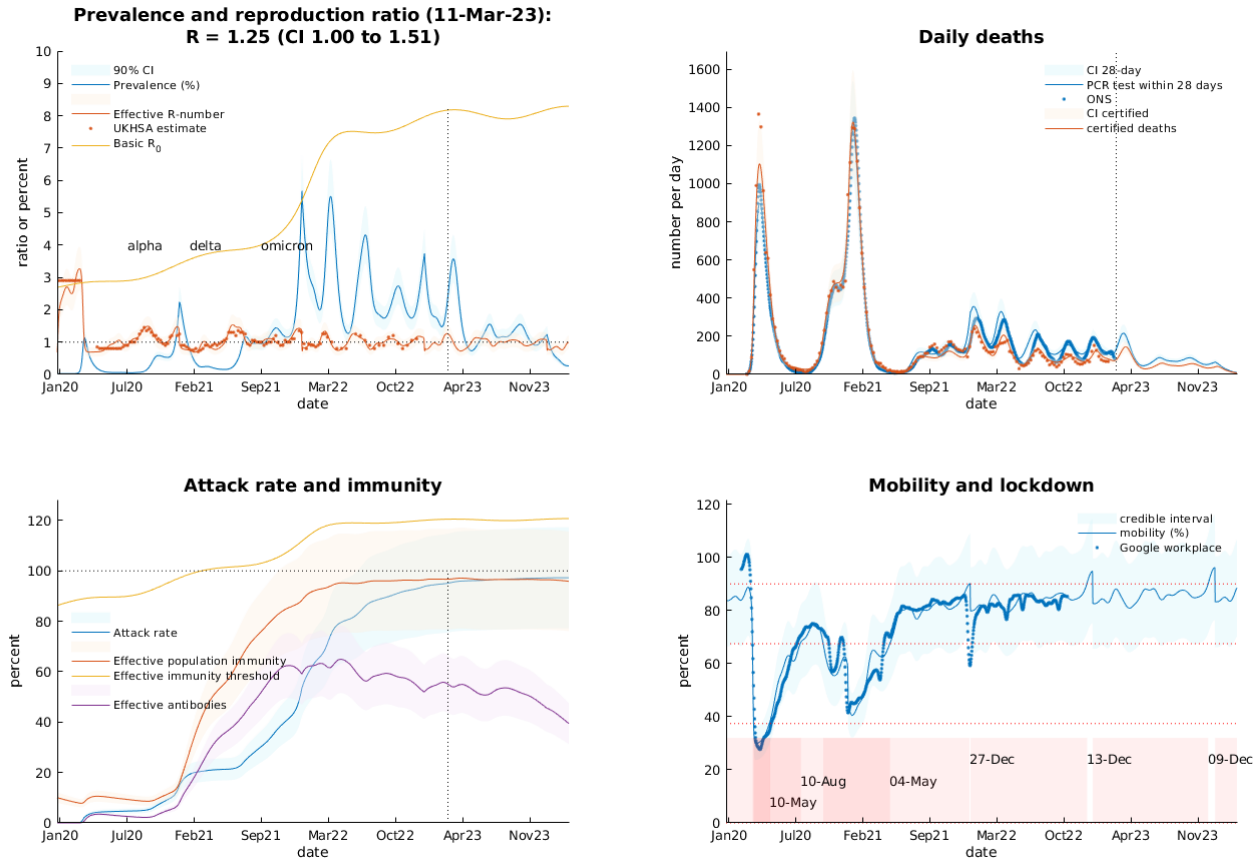 Prevalence and reproduction ratio (11-Mar-23):
R = 1.25 (CI 1.00 to 1.51)
10
9
8
7
6
5
4
3
2
1
0
ratio or percent
90% CI
Prevalence (%)
Effective R-number
UKHSA estimate
Basic R0
alpha
delta
omicron
Jan20
Jul20
Feb21
Sep21
Mar22
Oct22
Apr23
Nov23
date
Daily deaths
1600
1400
1200
1000
800
600
400
200
0
number per day
CI 28-day
PCR test within 28 days
ONS
CI certified
certified deaths
Jan20
Jul20
Feb21
Sep21
Mar22
Oct22
Apr23
Nov23
date
Attack rate and immunity
120
100
80
60
40
20
0
percent
Attack rate
Effective population immunity
Effective immunity threshold
Effective antibodies
Jan20
Jul20
Feb21
Sep21
Mar22
Oct22
Apr23
Nov23
date
Mobility and lockdown
120
100
80
60
40
20
0
percent
credible interval
mobility (%)
Google workplace
27-Dec
13-Dec
09-Dec
10-Aug
04-May
10-May
Jan20
Jul20
Feb21
Sep21
Mar22
Oct22
Apr23
Nov23
date